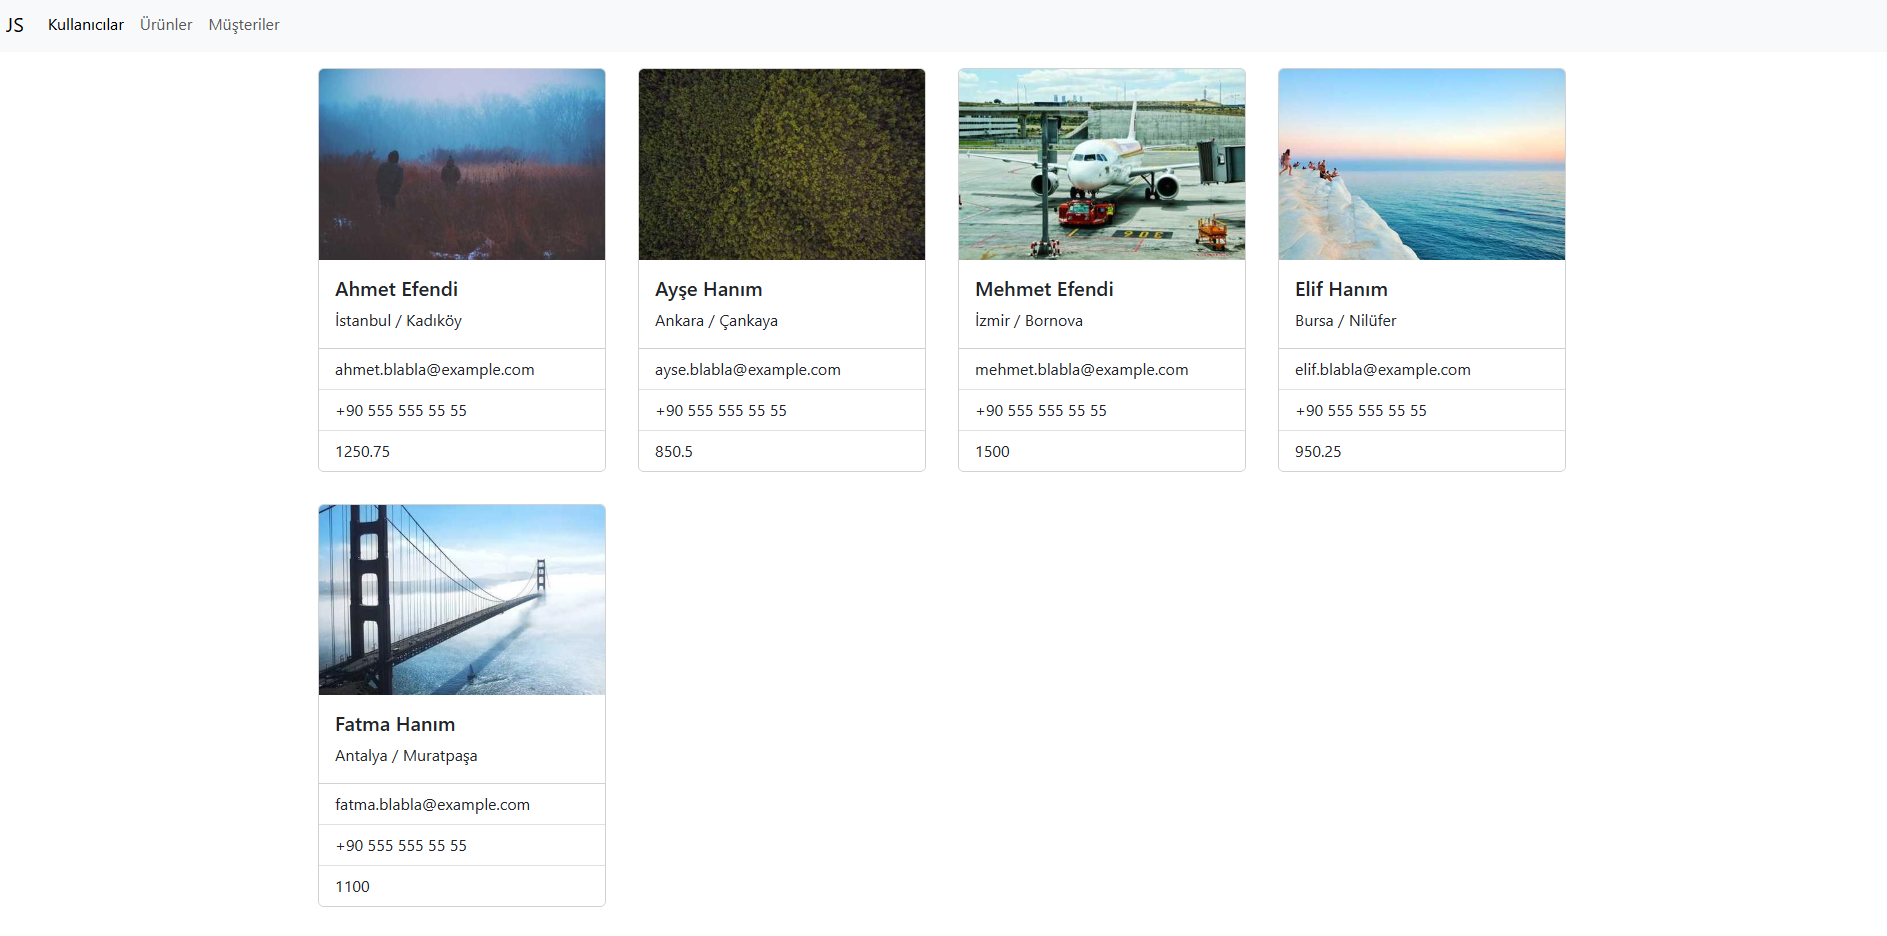 JS Kullanıcılar Ürünler Müşteriler
Ahmet Efendi
İstanbul / Kadıköy
ahmet.blabla@example.com
+90 555 555 55 55
1250.75
Ayşe Hanım
Ankara / Çankaya
ayse.blabla@example.com
+90 555 555 55 55
850.5
306
Mehmet Efendi
İzmir / Bornova
mehmet.blabla@example.com
+90 555 555 55 55
1500
Elif Hanım
Bursa / Nilüfer
elif.blabla@example.com
+90 555 555 55 55
950.25
Fatma Hanım
Antalya / Muratpaşa
fatma.blabla@example.com
+90 555 555 55 55
1100